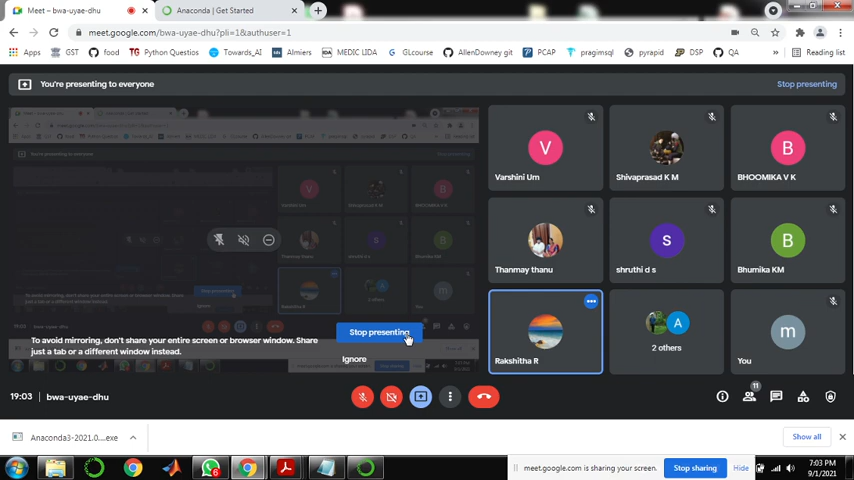 Meet – bwa-uyae-dhu
Anaconda | Get Started
meet.google.com/bwa-uyae-dhu?pli=1&authuser=1
Apps GST food Python Questions Towards_AI Almiers MEDIC LIDA GLcourse AllenDowney git PCAP pragimsql pyrapid DSP QA Reading list
You're presenting to everyone
Stop presenting
V
Varshini Um
Shivaprasad K M
B
BHOOMIKA V K
Thanmay thanu
s
shruthi d s
B
Bhumika KM
Rakshitha R
A
2 others
m
You
To avoid mirroring, don't share your entire screen or browser window. Share
just a tab or a different window instead.
Stop presenting
Ignore
19:03 bwa-uyae-dhu
11
Anaconda3-2021.0....exe
Show all
6
meet.google.com is sharing your screen.
Stop sharing
Hide
7:03 PM
9/1/2021